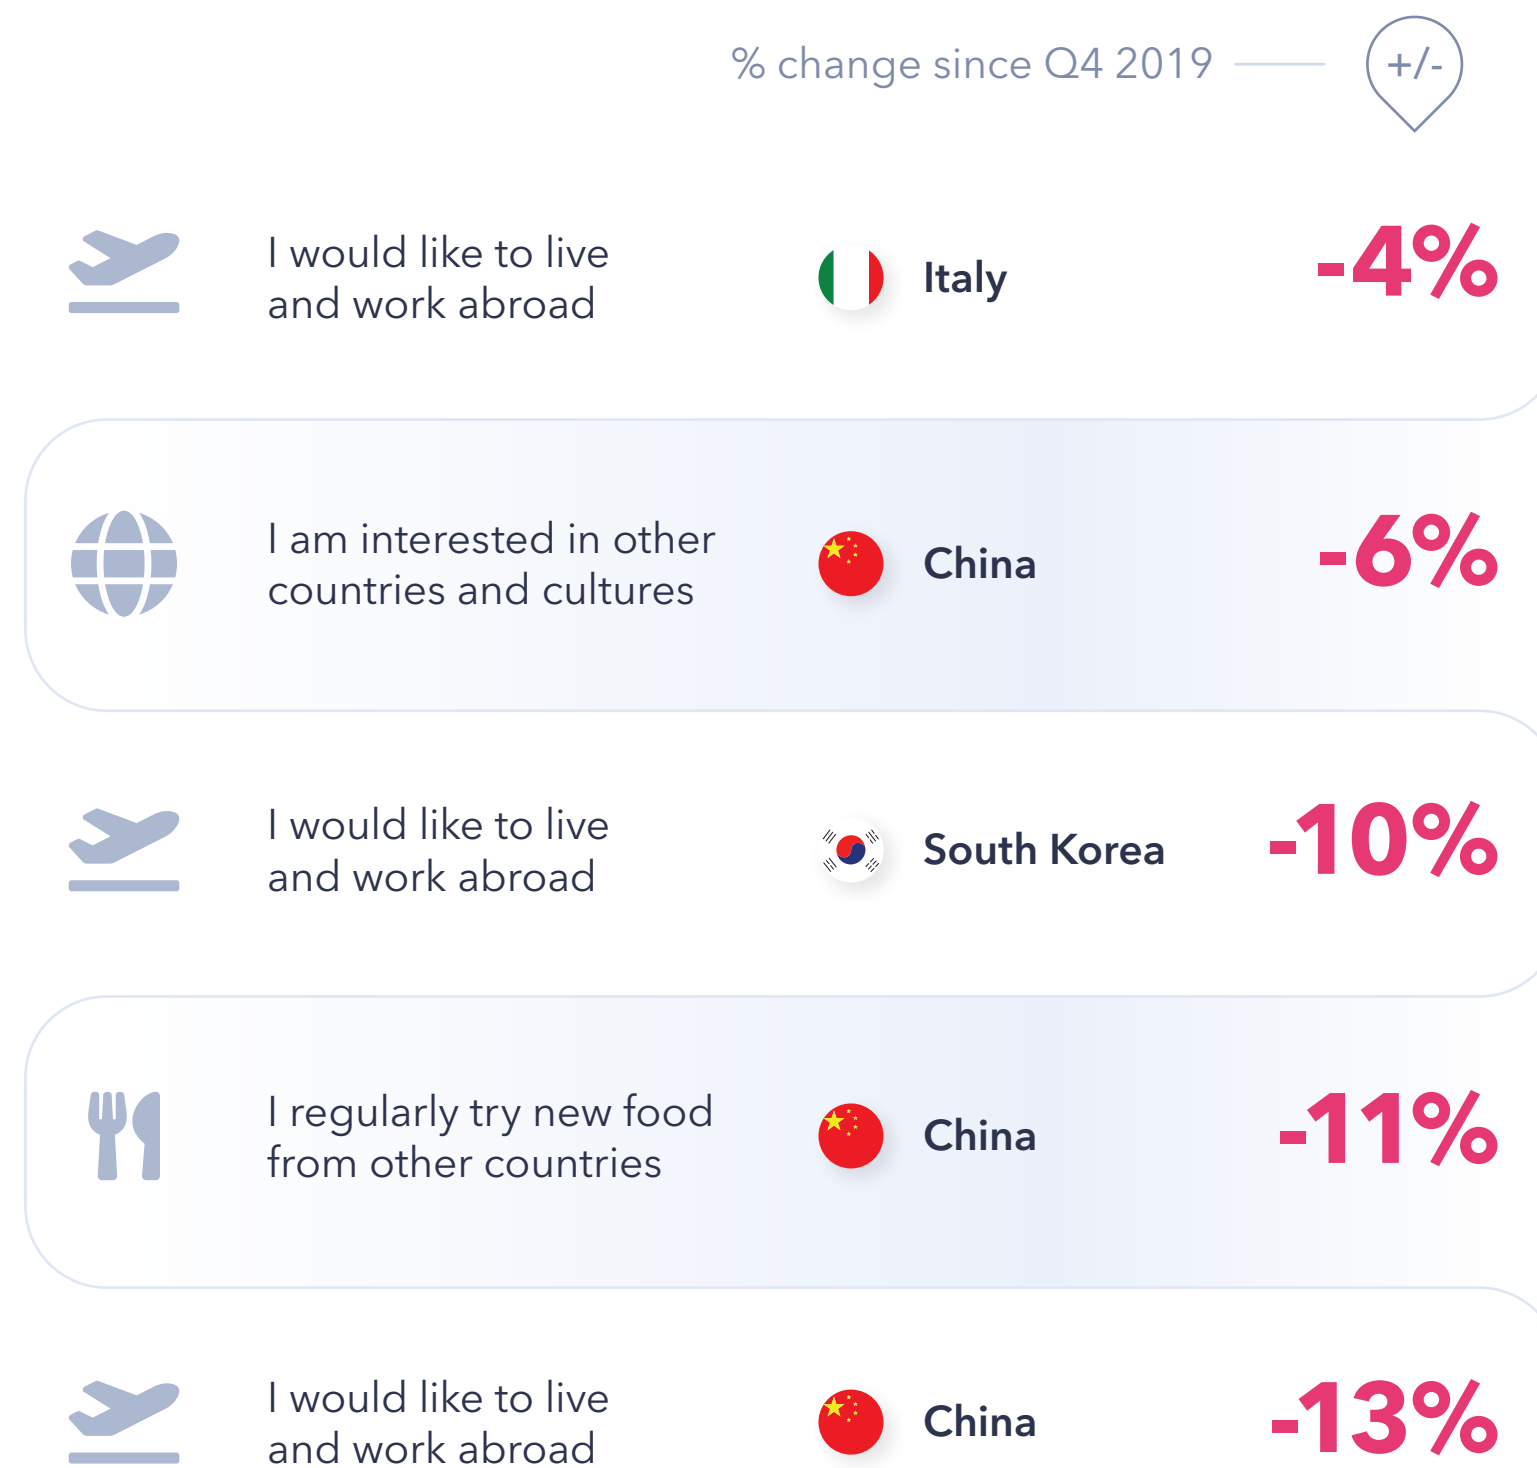 % change since Q4 2019
+/-
I would like to live
and work abroad
Italy
-4%
I am interested in other
countries and cultures
China
-6%
I would like to live
and work abroad
South Korea
-10%
I regularly try new food
from other countries
China
-11%
I would like to live
and work abroad
China
-13%